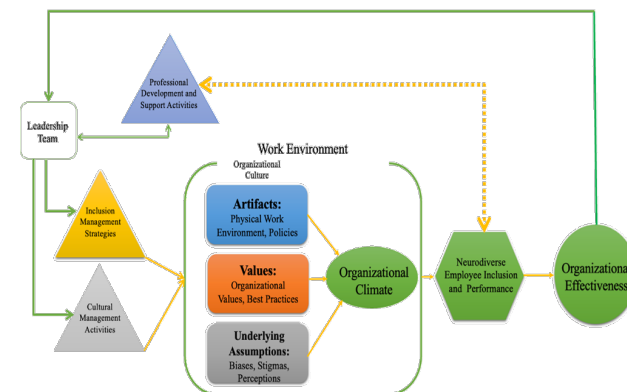 Professional
Development and
Support Activities
Leadership
Team
Work Environment
Organizational
Culture
Artifacts:
Physical Work
Environment, Policies
Inclusion
Management
Strategies
Values:
Organizational
Values, Best Practices
Organizational
Climate
Neurodiverse
Employee Inclusion
and Performance
Organizational
Effectiveness
Cultural
Management
Activities
Underlying
Assumptions:
Biases, Stigmas,
Perceptions